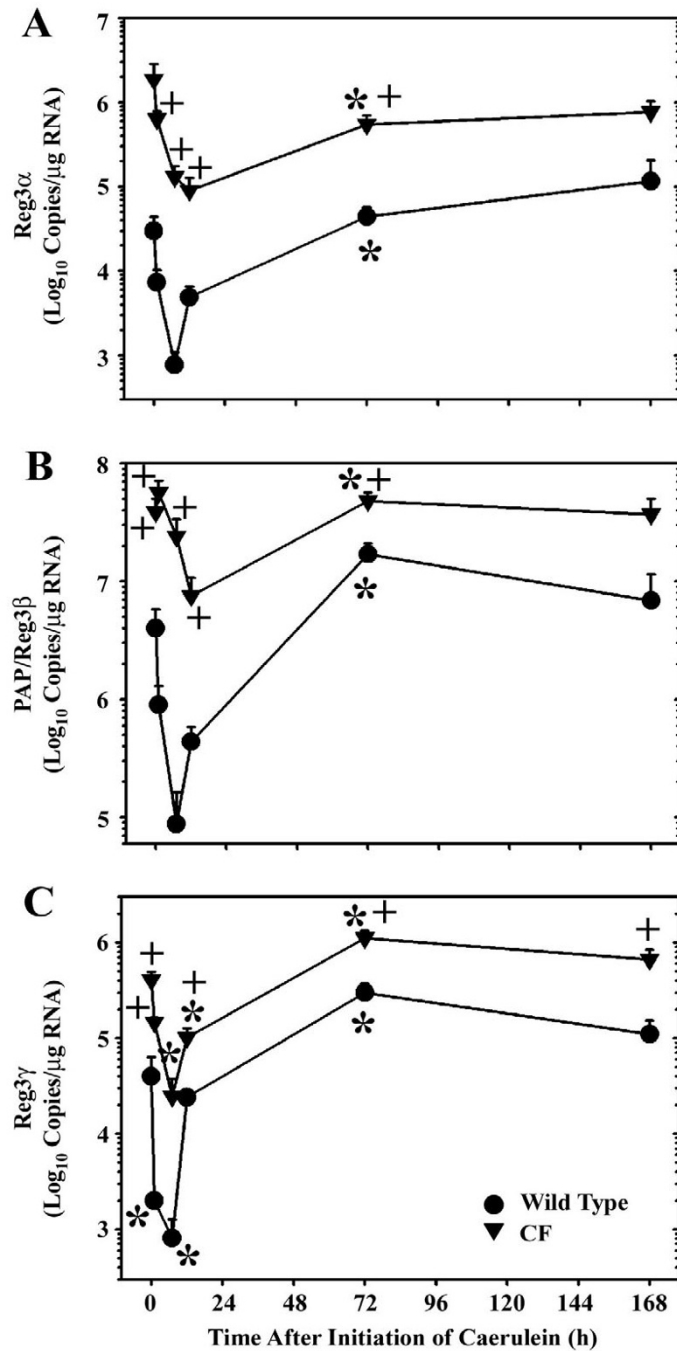 A
7
6
5
4
3
Reg3α
(Log₁₀ Copies/µg RNA)
+
+
+
* +
*
B
8
7
6
5
PAP/Reg3β
(Log₁₀ Copies/µg RNA)
+
+
+
+
* +
*
C
6
5
4
3
Reg3γ
(Log₁₀ Copies/µg RNA)
+
+
+
*
*
* +
*
+
*
*
Wild Type
CF
0 24 48 72 96 120 144 168
Time After Initiation of Caerulein (h)